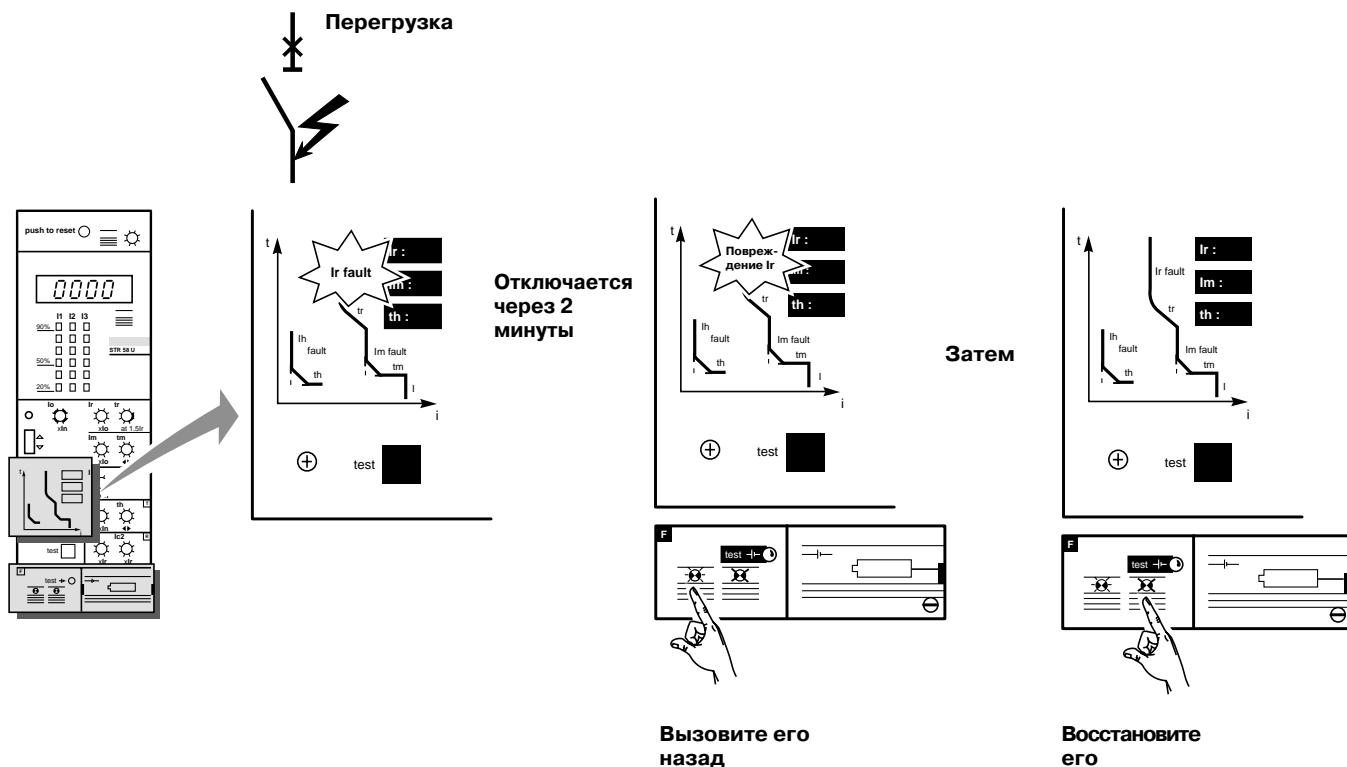 Перегрузка
push to reset
0000
I1 I2 I3
90%
50%
20%
STR 58 U
Io Ir tr
xIn xIo at 1.5Ir
Im tm
xIo
t
th
xIn
Ic2
xIr xIr
T
R
test
i
F
test
t
Ir fault
Ir :
Im :
th :
tr
Ih
fault
th
Im fault
tm
I
i
test
Отключается
через 2
минуты
t
Повреж-
дение Ir
Ir :
th :
tr
Ih
fault
th
Im fault
tm
I
i
test
F
test
Вызовите его
назад
Затем
t
Ir fault
Ir :
Im :
th :
tr
Ih
fault
th
Im fault
tm
I
i
test
F
test
Восстановите
его